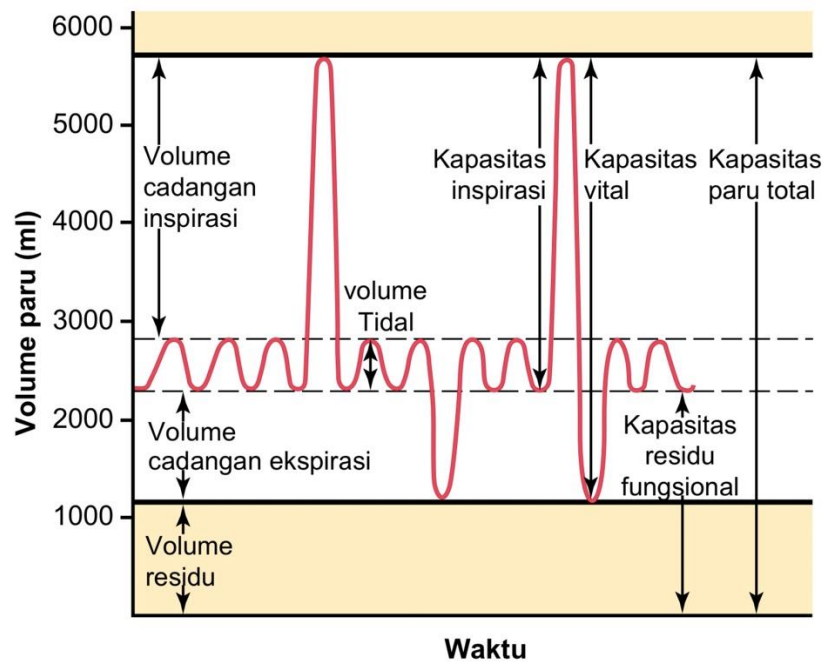 6000
5000
4000
3000
2000
1000
Volume paru (ml)
Volume
cadangan
inspirasi
Kapasitas
inspirasi
Kapasitas
vital
Kapasitas
paru total
volume
Tidal
Volume
cadangan ekspirasi
Kapasitas
residu
fungsional
Volume
residu
Waktu